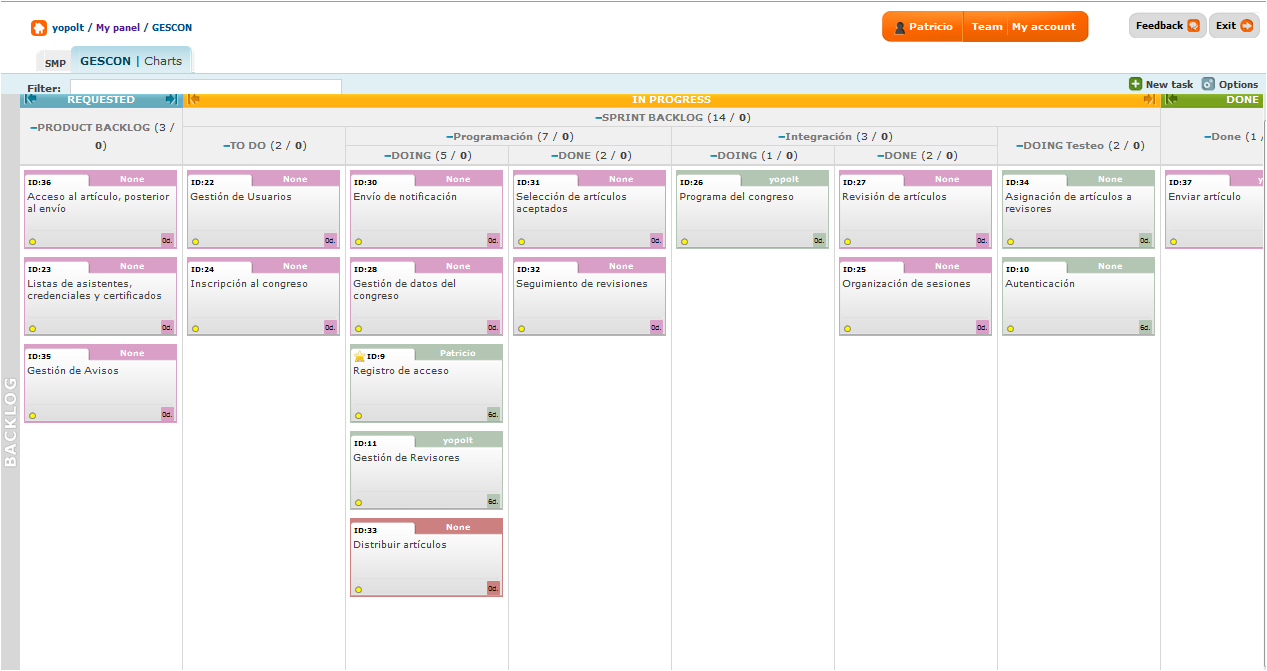 yopolt / My panel / GESCON
Patricio
Team
My account
Feedback
Exit
SMP
GESCON | Charts
Filter:
New task
Options
REQUESTED
IN PROGRESS
DONE
BACKLOG
PRODUCT BACKLOG (3 /
0)
SPRINT BACKLOG (14 / 0)
TO DO (2 / 0)
Programación (7 / 0)
DOING (5 / 0)
DONE (2 / 0)
Integración (3 / 0)
DOING (1 / 0)
DONE (2 / 0)
DOING Testeo (2 / 0)
Done (1 /
ID:36 None
Acceso al artículo, posterior
al envío
0d.
ID:23 None
Listas de asistentes,
credenciales y certificados
0d.
ID:35 None
Gestión de Avisos
0d.
ID:22 None
Gestión de Usuarios
0d.
ID:24 None
Inscripción al congreso
0d.
ID:30 None
Envío de notificación
0d.
ID:28 None
Gestión de datos del
congreso
0d.
ID:9 Patricio
Registro de acceso
6d.
ID:11 yopolt
Gestión de Revisores
6d.
ID:33 None
Distribuir artículos
0d.
ID:31 None
Selección de artículos
aceptados
0d.
ID:32 None
Seguimiento de revisiones
0d.
ID:26 yopolt
Programa del congreso
0d.
ID:27 None
Revisión de artículos
0d.
ID:25 None
Organización de sesiones
0d.
ID:34 None
Asignación de artículos a
revisores
0d.
ID:10 None
Autenticación
6d.
ID:37
Enviar artículo